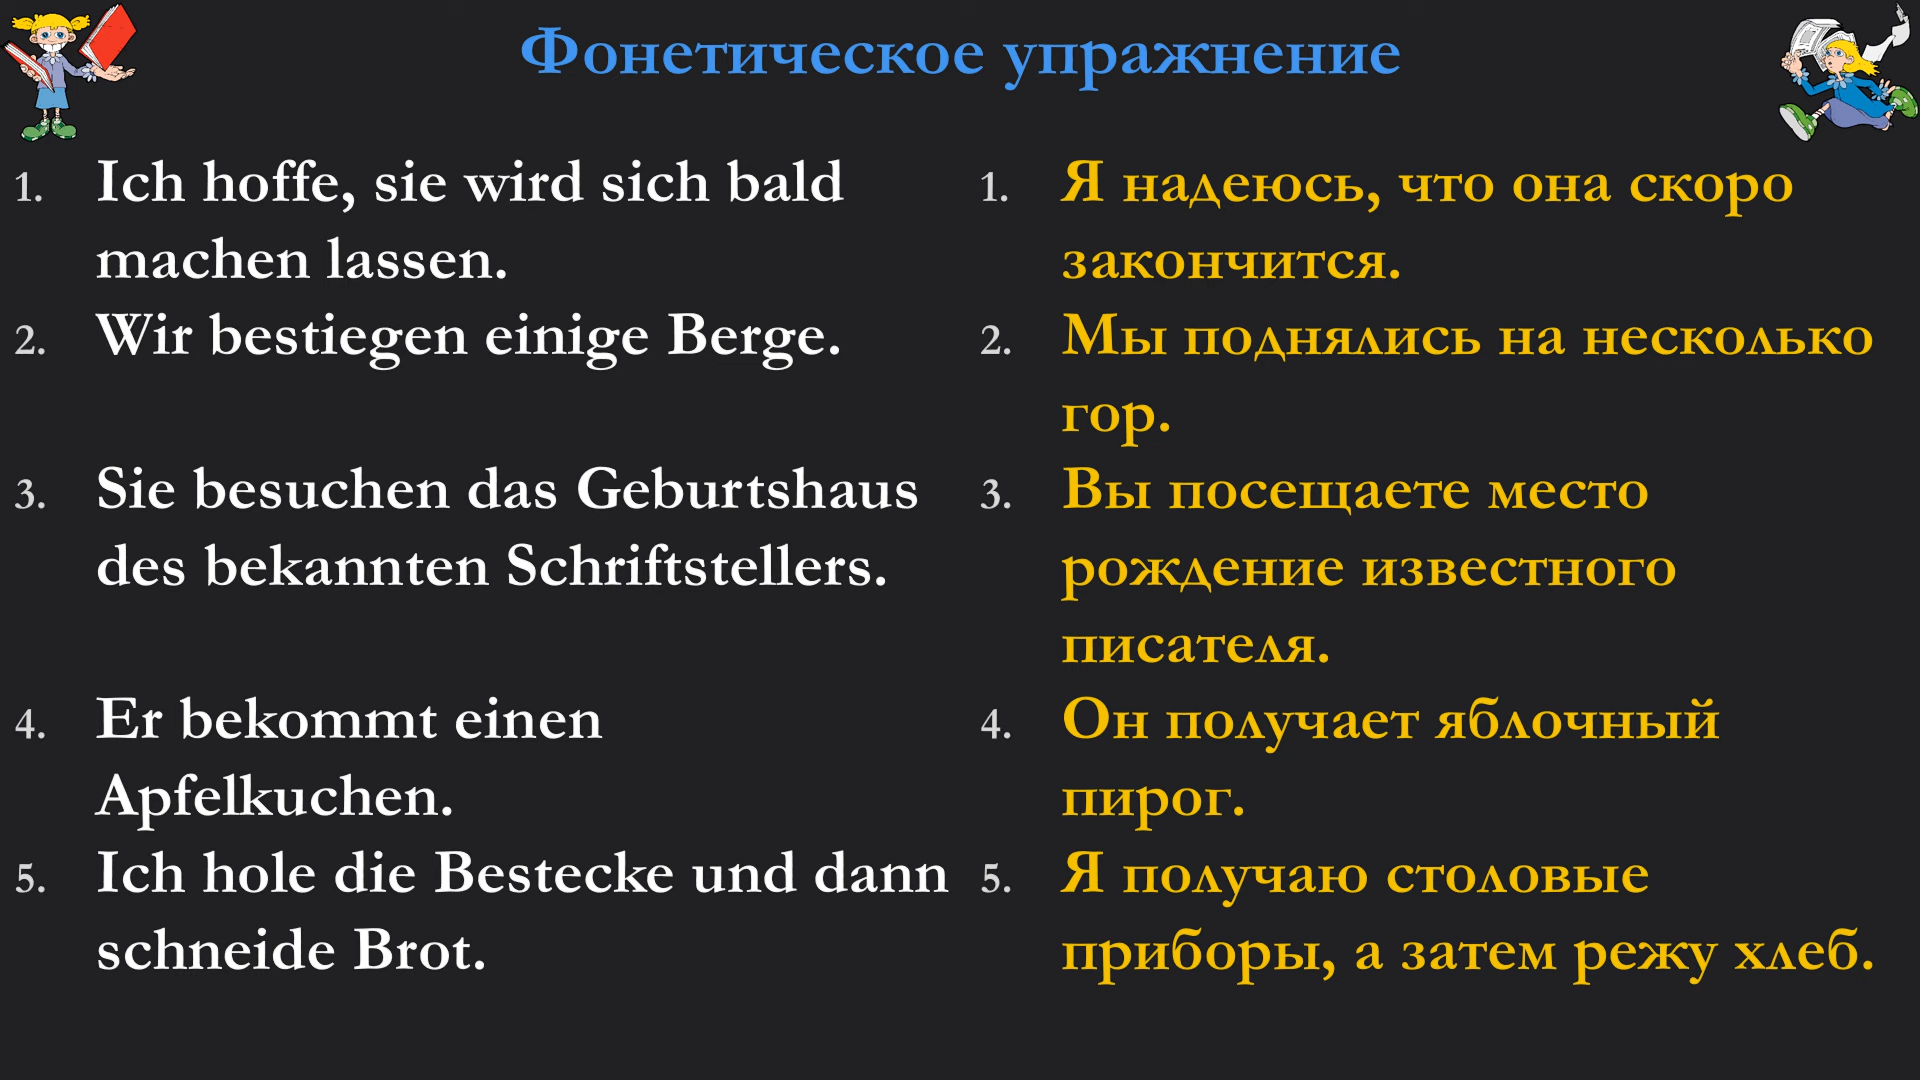 Фонетическое упражнение
1. Ich hoffe, sie wird sich bald
machen lassen.
2. Wir bestiegen einige Berge.
3. Sie besuchen das Geburtshaus
des bekannten Schriftstellers.
4. Er bekommt einen
Apfelkuchen.
5. Ich hole die Bestecke und dann
schneide Brot.
1. Я надеюсь, что она скоро
закончится.
2. Мы поднялись на несколько
гор.
3. Вы посещаете место
рождение известного
писателя.
4. Он получает яблочный
пирог.
5. Я получаю столовые
приборы, а затем режу хлеб.